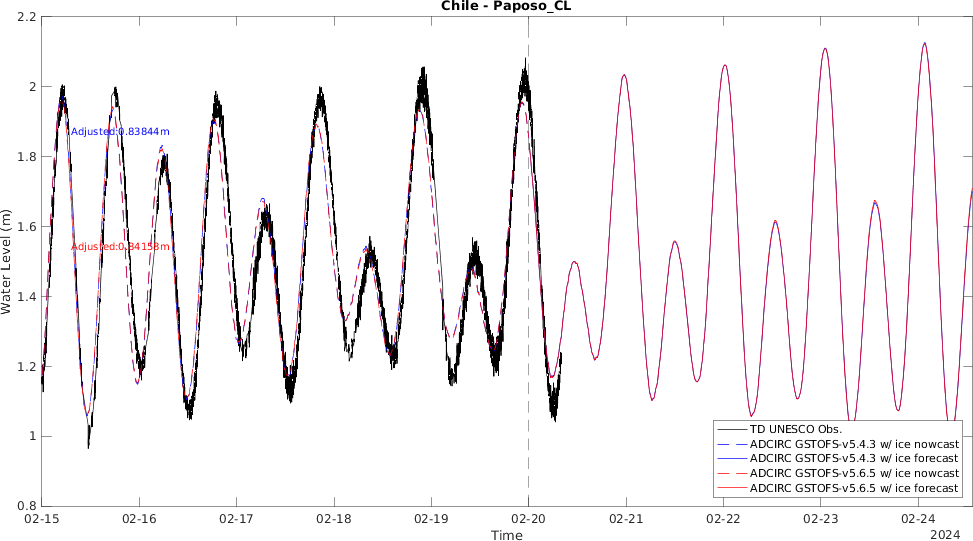 Chile - Paposo_CL
2.2
2
1.8
1.6
1.4
1.2
1
0.8
Water Level (m)
Adjusted:0.83844m
Adjusted:0.84153m
TD UNESCO Obs.
ADCIRC GSTOFS-v5.4.3 w/ ice nowcast
ADCIRC GSTOFS-v5.4.3 w/ ice forecast
ADCIRC GSTOFS-v5.6.5 w/ ice nowcast
ADCIRC GSTOFS-v5.6.5 w/ ice forecast
02-15 02-16 02-17 02-18 02-19 02-20 02-21 02-22 02-23 02-24
Time
2024